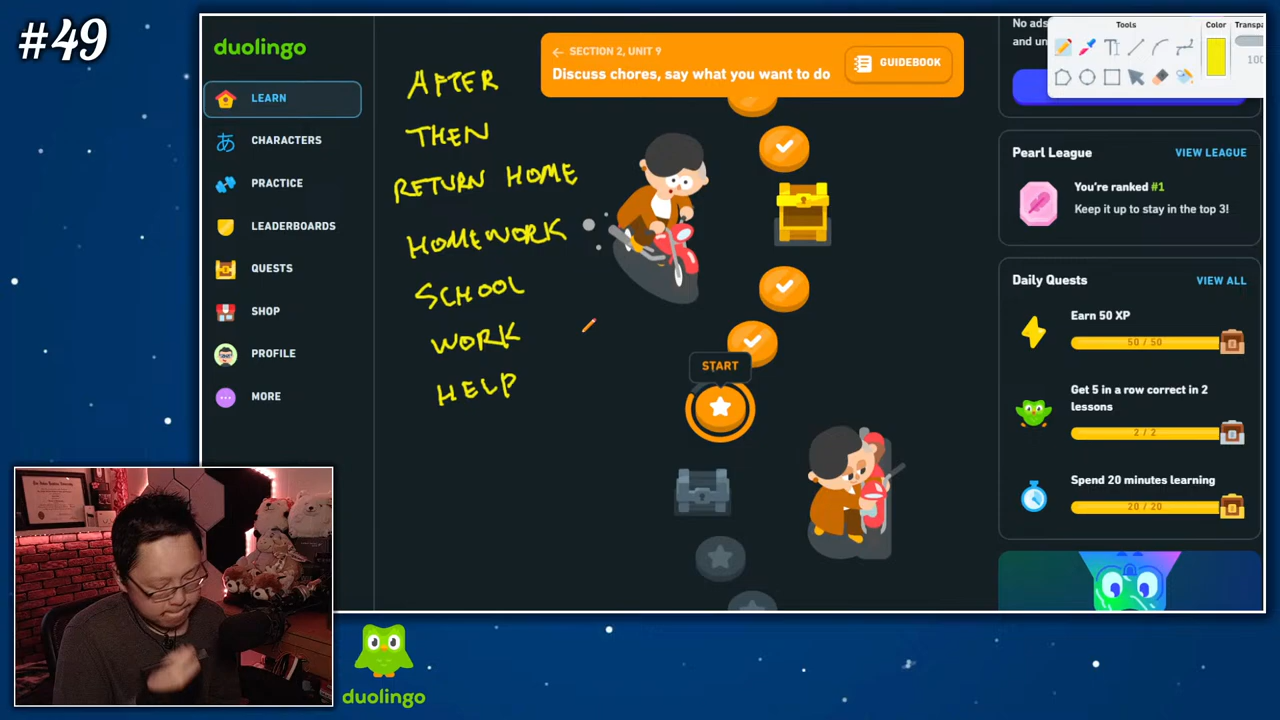 #49
duolingo
LEARN
あ CHARACTERS
PRACTICE
LEADERBOARDS
QUESTS
SHOP
PROFILE
MORE
AFTER
THEN
RETURN HOME
HOMEWORK
SCHOOL
WORK
HELP
← SECTION 2, UNIT 9
Discuss chores, say what you want to do
GUIDEBOOK
START
No ads
and un
Tools
Color
Transpa
100
Pearl League
VIEW LEAGUE
You're ranked #1
Keep it up to stay in the top 3!
Daily Quests
VIEW ALL
Earn 50 XP
50 / 50
Get 5 in a row correct in 2
lessons
2 / 2
Spend 20 minutes learning
20 / 20
duolingo